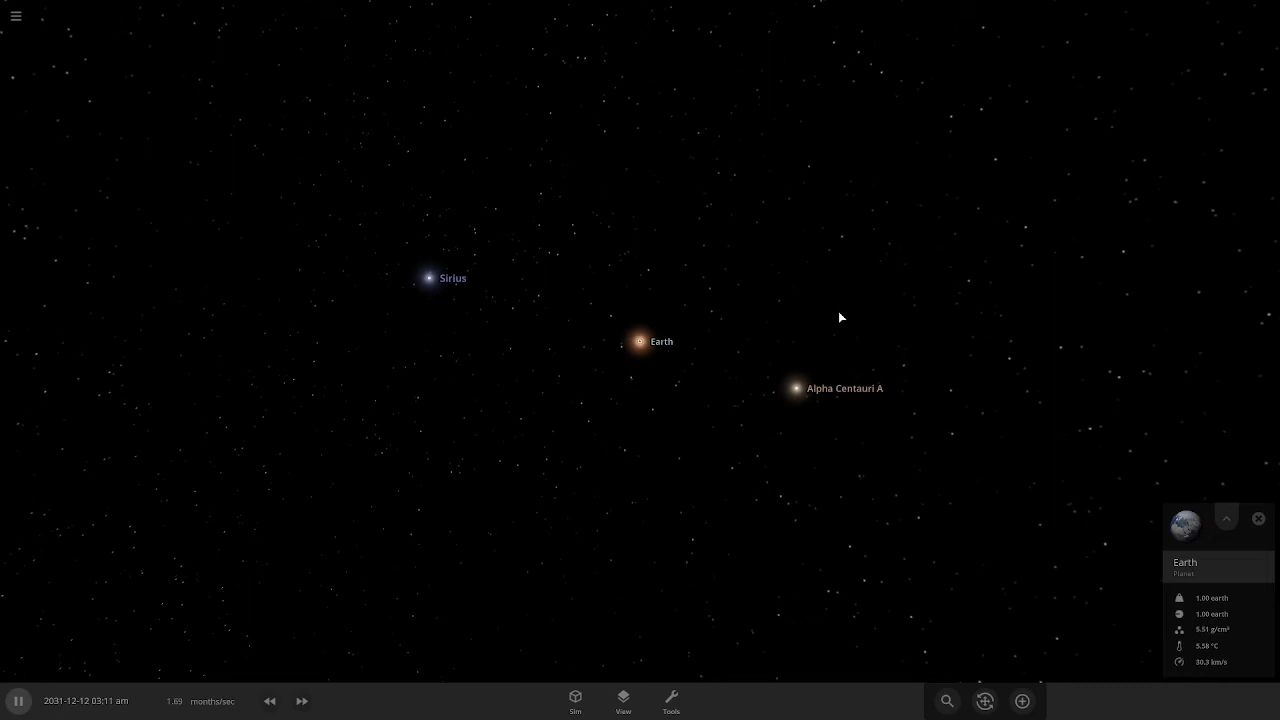 Sirius
Earth
Alpha Centauri A
Earth
Planet
1.00 earth
1.00 earth
5.51 g/cm³
5.58 °C
30.3 km/s
2031-12-12 03:11 am
1.69 months/sec
Sim
View
Tools